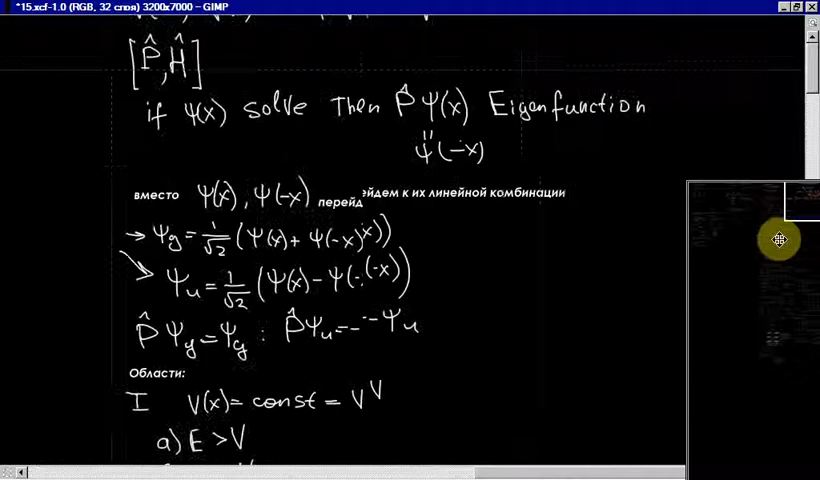 *15.xcf-1.0 (RGB, 32 слоя) 3200x7000 – GIMP
[P̂, Ĥ]
if ψ(x) solve Then P̂ ψ(x) Eigenfunction
ψ(-x)
вместо ψ(x), ψ(-x) перейдем к их линейной комбинации
→ ψg = 1/√2 (ψ(x) + ψ(-x))
ψu = 1/√2 (ψ(x) - ψ(-x))
P̂ψg = ψg : P̂ψu = -ψu
Области:
I V(x) = const = V
a) E > V